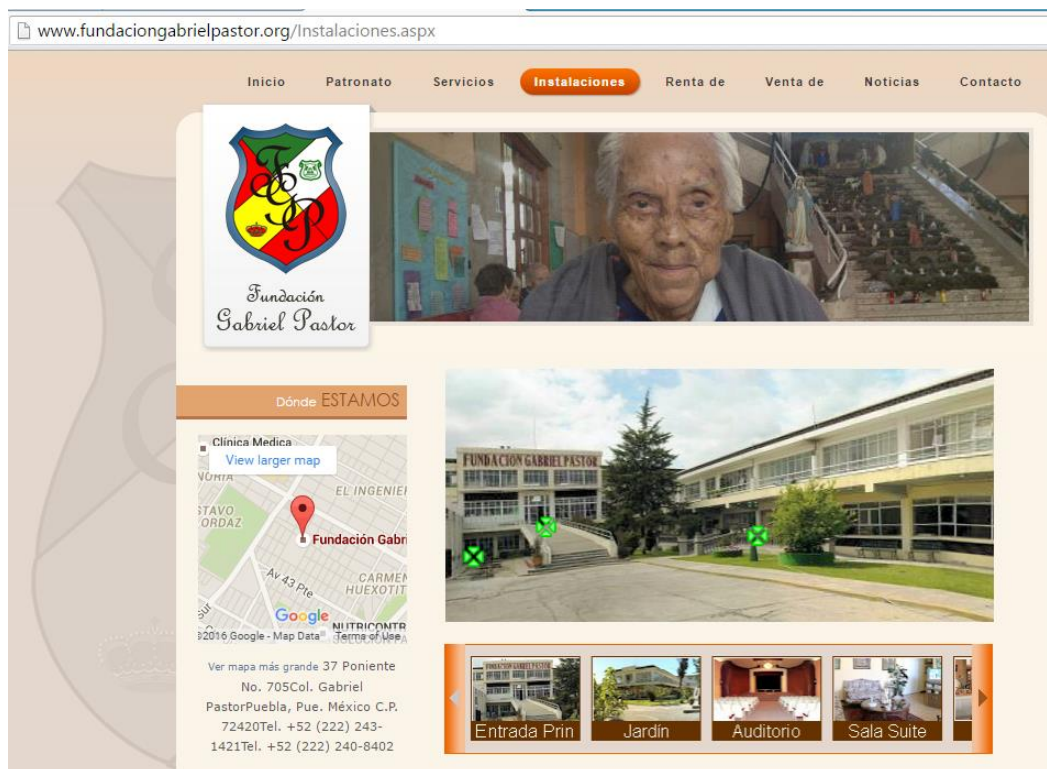 www.fundaciongabrielpastor.org/Instalaciones.aspx
Inicio Patronato Servicios Instalaciones Renta de Venta de Noticias Contacto
FGP
Fundación
Gabriel Pastor
Dónde ESTAMOS
Clínica Medica
View larger map
NORIA
EL INGENIE
STAVO
ORDAZ
Fundación Gabri
Av 43 Pte
CARMEN
HUEXOTIT
Sur
Google
NUTRICONTR
©2016 Google - Map Data Terms of Use
Ver mapa más grande 37 Poniente
No. 705Col. Gabriel
PastorPuebla, Pue. México C.P.
72420Tel. +52 (222) 243-
1421Tel. +52 (222) 240-8402
FUNDACION GABRIEL PASTOR
FUNDACION GABRIEL PASTOR
Entrada Prin Jardín Auditorio Sala Suite